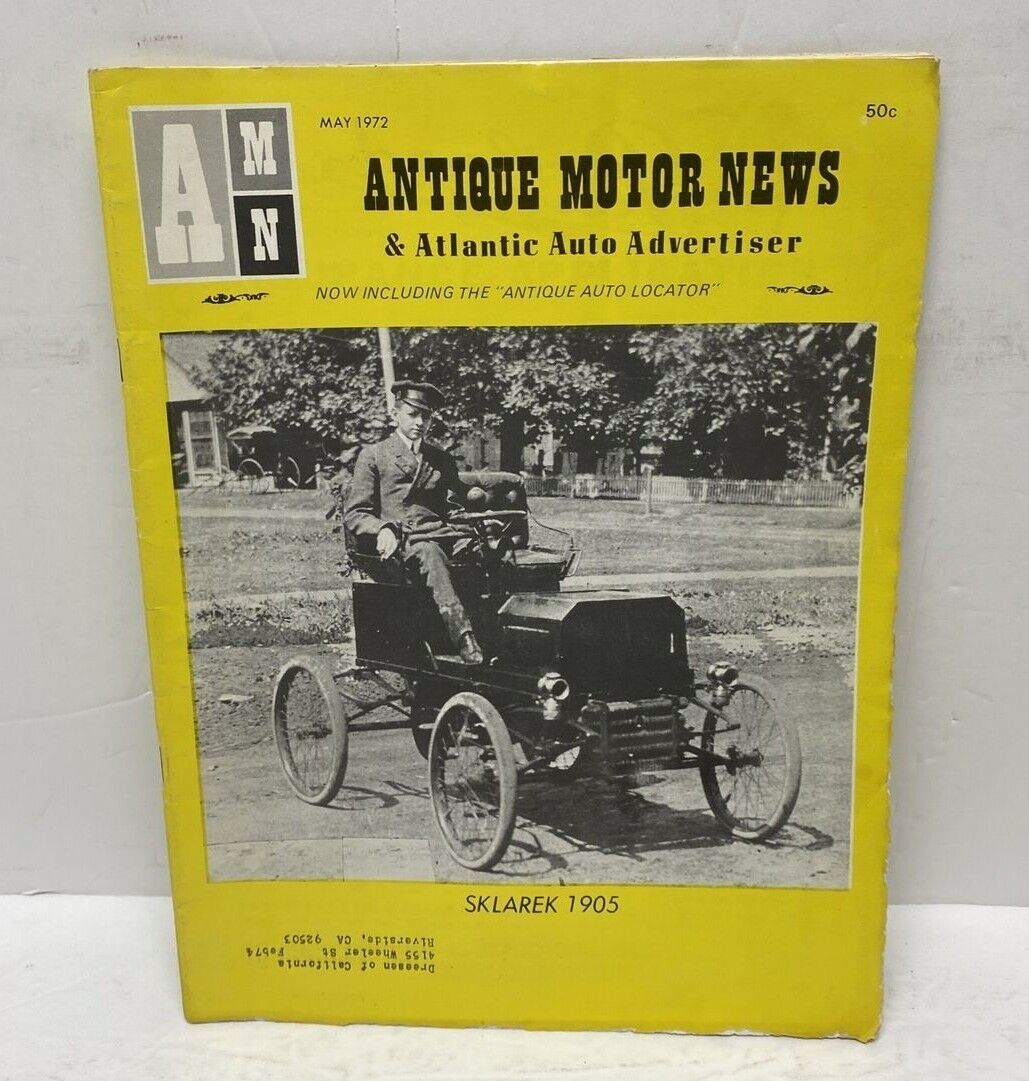 A M
N
MAY 1972
50c
ANTIQUE MOTOR NEWS
& Atlantic Auto Advertiser
NOW INCLUDING THE "ANTIQUE AUTO LOCATOR"
SKLAREK 1905
Dreesen of California
4155 Wheeler St Feb74
Riverside, CA 92503